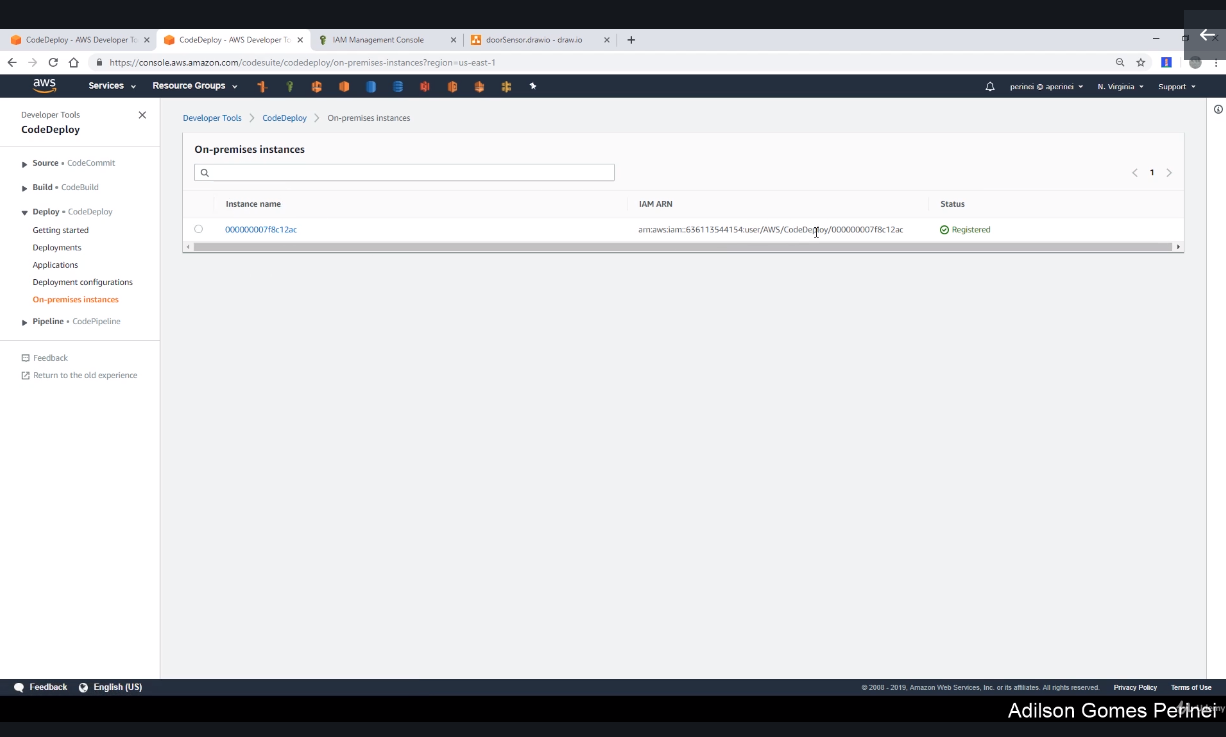 CodeDeploy - AWS Developer To
CodeDeploy - AWS Developer To
IAM Management Console
doorSensor.drawio - draw.io
https://console.aws.amazon.com/codesuite/codedeploy/on-premises-instances?region=us-east-1
aws
Services
Resource Groups
perinei @ aperinei
N. Virginia
Support
Developer Tools
CodeDeploy
Source • CodeCommit
Build • CodeBuild
Deploy • CodeDeploy
Getting started
Deployments
Applications
Deployment configurations
On-premises instances
Pipeline • CodePipeline
Feedback
Return to the old experience
Developer Tools
CodeDeploy
On-premises instances
On-premises instances
1
Instance name
IAM ARN
Status
000000007f8c12ac
arn:aws:iam::636113544154:user/AWS/CodeDeploy/000000007f8c12ac
Registered
Feedback
English (US)
© 2008 - 2019, Amazon Web Services, Inc. or its affiliates. All rights reserved.
Privacy Policy
Terms of Use
Adilson Gomes Perinei